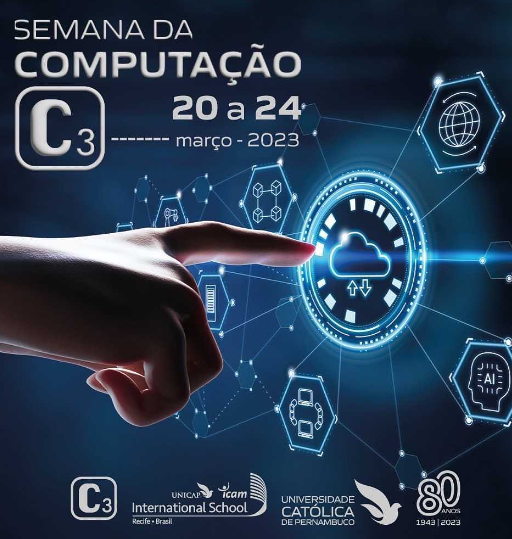 SEMANA DA
COMPUTAÇÃO
C3
20 a 24
------- março - 2023
AI
C3
UNICAP icam
International School
Recife • Brasil
UNIVERSIDADE
CATÓLICA
DE PERNAMBUCO
80
ANOS
1943 | 2023